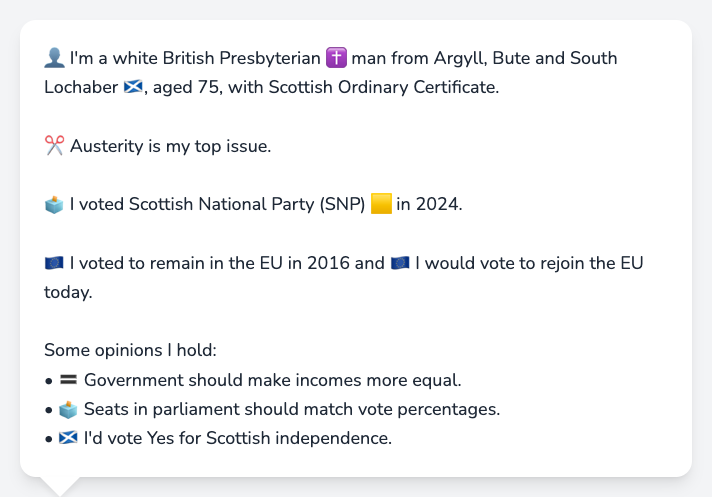 👤 I'm a white British Presbyterian ✝️ man from Argyll, Bute and South
Lochaber 🏴󠁧󠁢󠁳󠁣󠁴󠁿, aged 75, with Scottish Ordinary Certificate.
✂️ Austerity is my top issue.
🗳️ I voted Scottish National Party (SNP) 🟨 in 2024.
🇪🇺 I voted to remain in the EU in 2016 and 🇪🇺 I would vote to rejoin the EU
today.
Some opinions I hold:
• 🟰 Government should make incomes more equal.
• 🗳️ Seats in parliament should match vote percentages.
• 🏴󠁧󠁢󠁳󠁣󠁴󠁿 I'd vote Yes for Scottish independence.